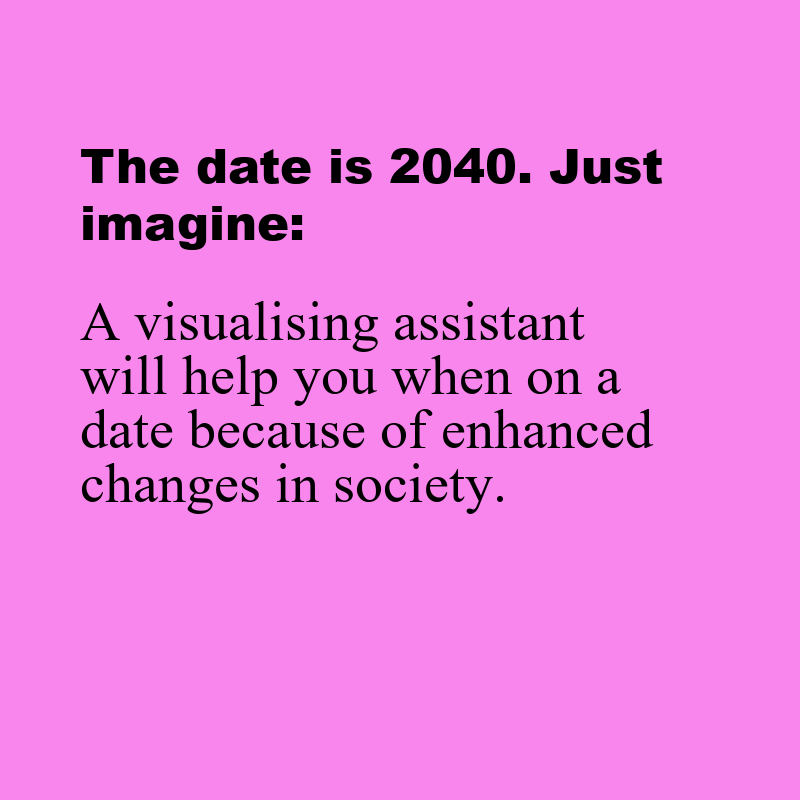 The date is 2040. Just
imagine:
A visualising assistant
will help you when on a
date because of enhanced
changes in society.